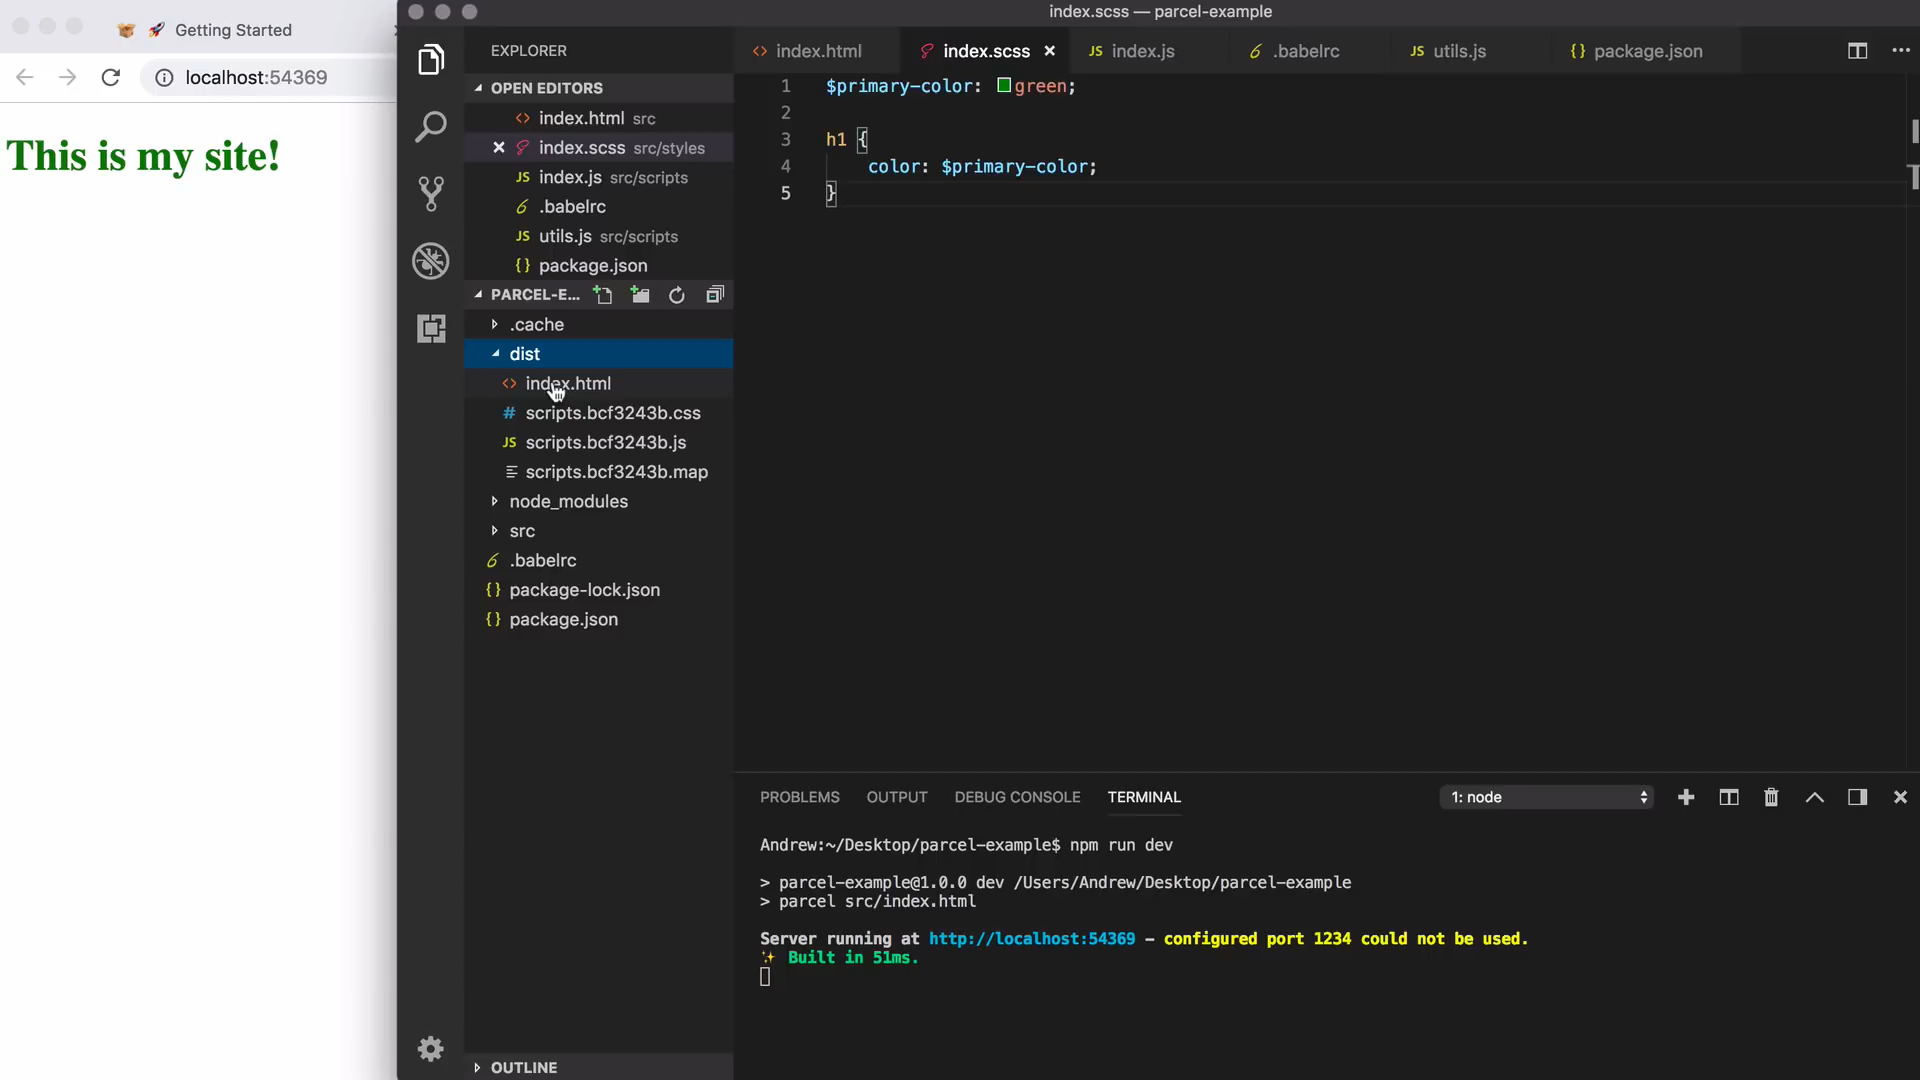 index.scss — parcel-example
Getting Started
localhost:54369
This is my site!
EXPLORER
OPEN EDITORS
index.html src
index.scss src/styles
JS index.js src/scripts
.babelrc
JS utils.js src/scripts
{} package.json
PARCEL-E...
.cache
dist
<> index.html
# scripts.bcf3243b.css
JS scripts.bcf3243b.js
scripts.bcf3243b.map
node_modules
src
.babelrc
{} package-lock.json
{} package.json
OUTLINE
<> index.html
index.scss
JS index.js
.babelrc
JS utils.js
{} package.json
1 $primary-color: green;
2
3 h1 {
4 color: $primary-color;
5 }
PROBLEMS OUTPUT DEBUG CONSOLE TERMINAL
1: node
Andrew:~/Desktop/parcel-example$ npm run dev
> parcel-example@1.0.0 dev /Users/Andrew/Desktop/parcel-example
> parcel src/index.html
Server running at http://localhost:54369 – configured port 1234 could not be used.
✨ Built in 51ms.